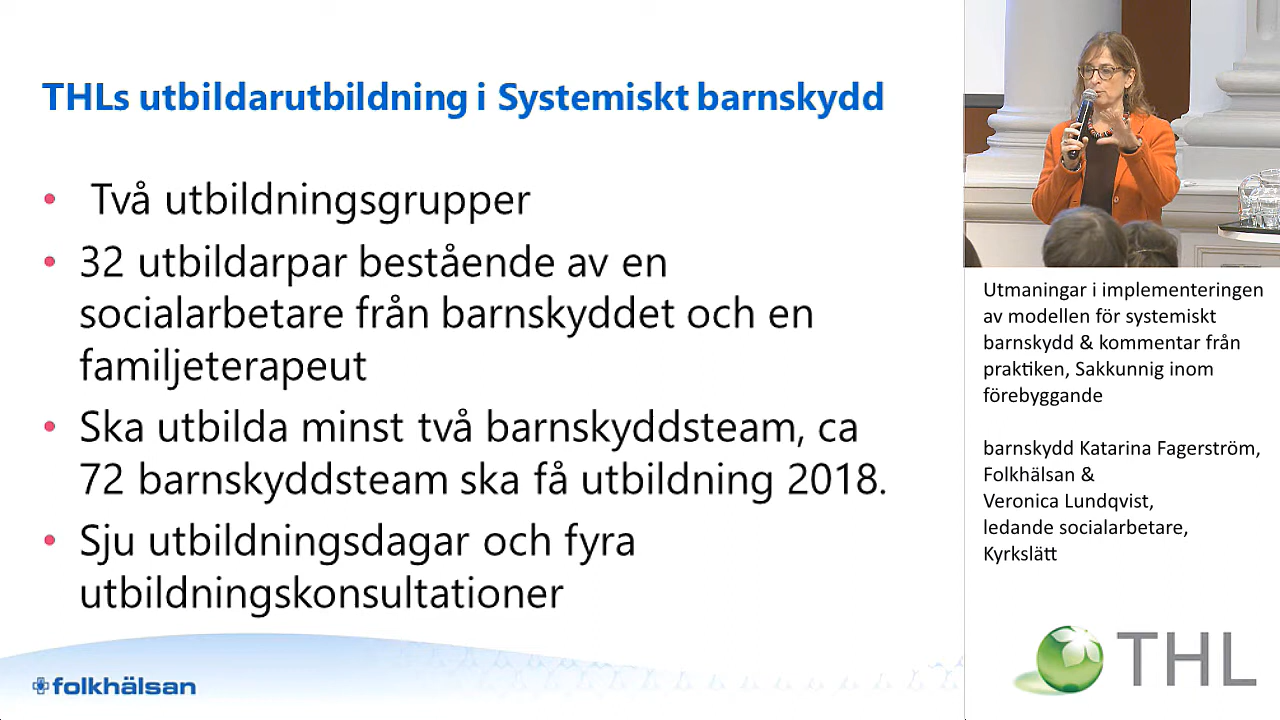 THLs utbildarutbildning i Systemiskt barnskydd
• Två utbildningsgrupper
• 32 utbildarpar bestående av en
socialarbetare från barnskyddet och en
familjeterapeut
• Ska utbilda minst två barnskyddsteam, ca
72 barnskyddsteam ska få utbildning 2018.
• Sju utbildningsdagar och fyra
utbildningskonsultationer
folkhälsan
Utmaningar i implementeringen
av modellen för systemiskt
barnskydd & kommentar från
praktiken, Sakkunnig inom
förebyggande
barnskydd Katarina Fagerström,
Folkhälsan &
Veronica Lundqvist,
ledande socialarbetare,
Kyrkslätt
THL